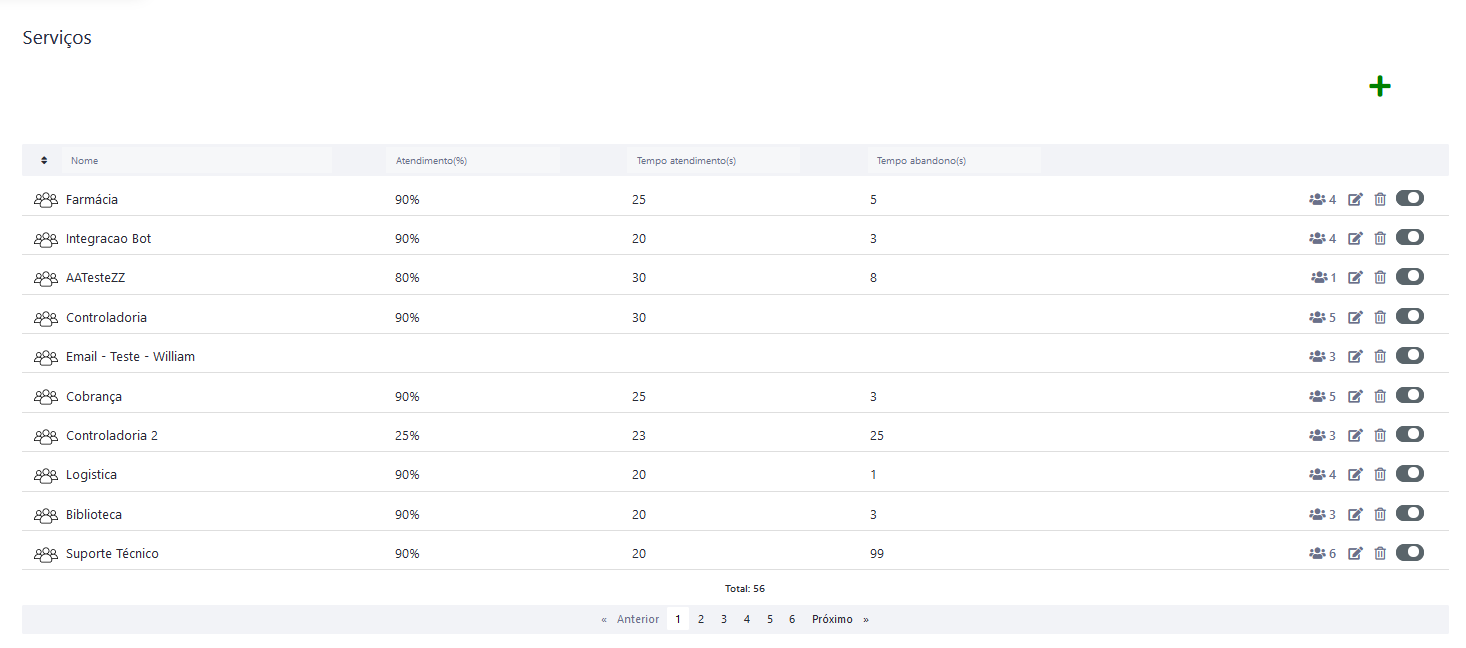 Serviços
Nome Atendimento(%) Tempo atendimento(s) Tempo abandono(s)
Farmácia 90% 25 5 4
Integracao Bot 90% 20 3 4
AATesteZZ 80% 30 8 1
Controladoria 90% 30 5
Email - Teste - William 3
Cobrança 90% 25 3 5
Controladoria 2 25% 23 25 3
Logistica 90% 20 1 4
Biblioteca 90% 20 3 3
Suporte Técnico 90% 20 99 6
Total: 56
« Anterior 1 2 3 4 5 6 Próximo »